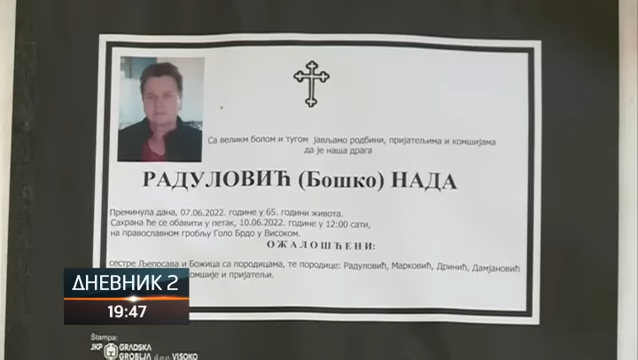 Са великм болом и тугом јављамо родбини, пријатељима и комшијама
да је наша драга
РАДУЛОВИЋ (Бошко) НАДА
Преминула дана, 07.06.2022. године у 65. години живота.
Сахрана ће се обавити у петак, 10.06.2022. године у 12:00 сати,
на православном гробљу Голо Брдо у Високом.
ОЖАЛОШЋЕНИ:
сестре Љепосава и Божица са породицама, те породице: Радуловић, Марковић, Дринић, Дамјановић
комшије и пријатељи.
ДНЕВНИК 2
19:47
Štampa:
JKP GRADSKA
GROBLJA VISOKO